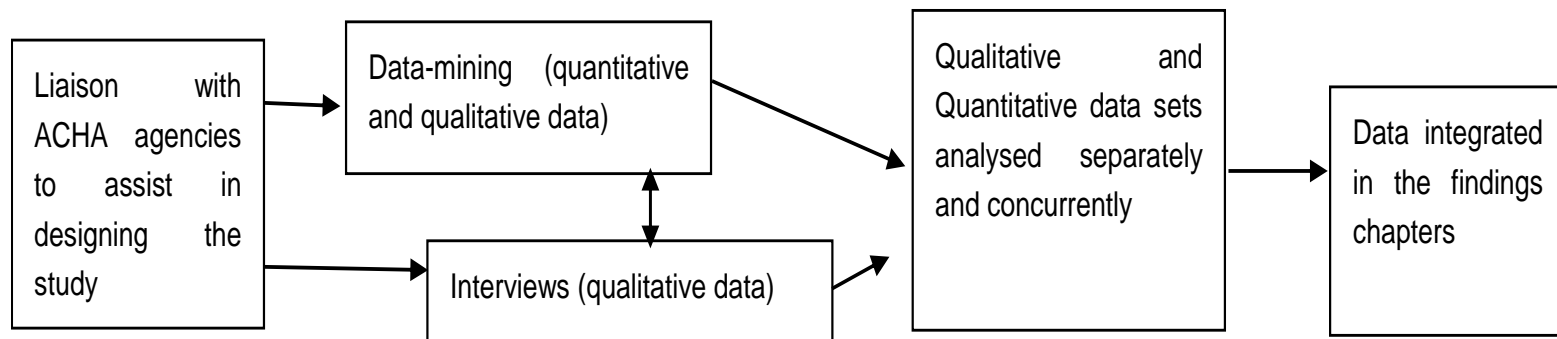 Liaison with
ACHA agencies
to assist in
designing the
study
Data-mining (quantitative
and qualitative data)
Interviews (qualitative data)
Qualitative and
Quantitative data sets
analysed separately
and concurrently
Data integrated
in the findings
chapters